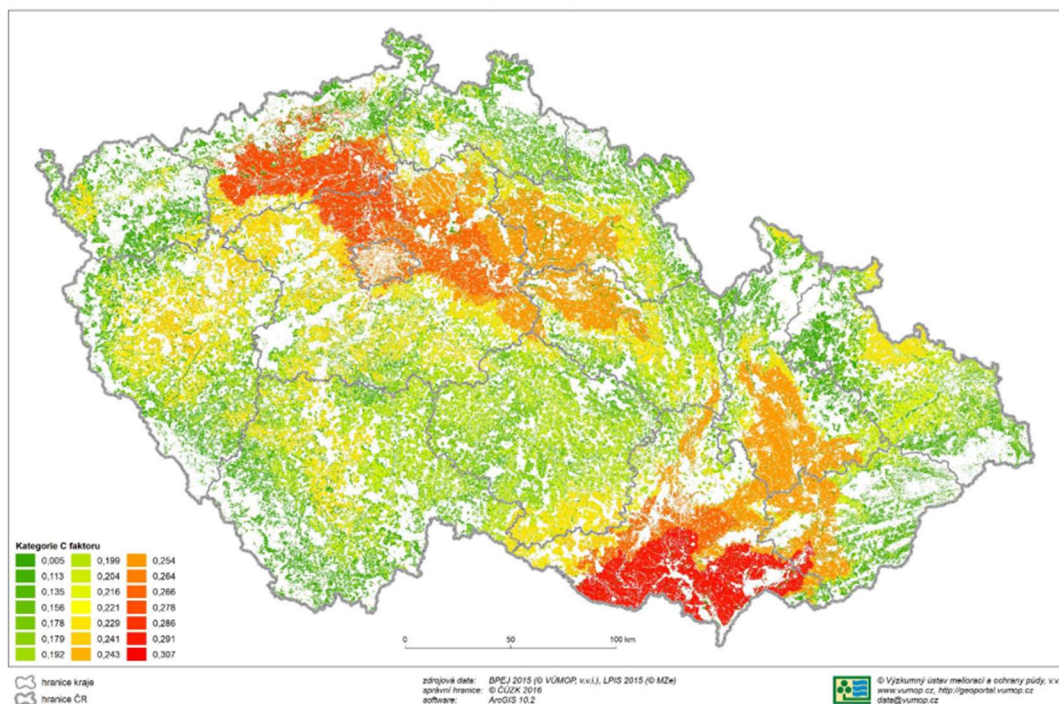 Kategorie C faktoru
0,005 0,199 0,254
0,113 0,204 0,264
0,135 0,216 0,266
0,156 0,221 0,278
0,178 0,229 0,286
0,179 0,241 0,291
0,192 0,243 0,307
0 50 100 km
hranice kraje
hranice ČR
zdrojová data: BPEJ 2015 (© VÚMOP, v.v.i.), LPIS 2015 (© MZe)
správní hranice: © ČÚZK 2016
software: ArcGIS 10.2
© Výzkumný ústav meliorací a ochrany půdy, v.v.
www.vumop.cz, http://geoportal.vumop.cz
data@vumop.cz